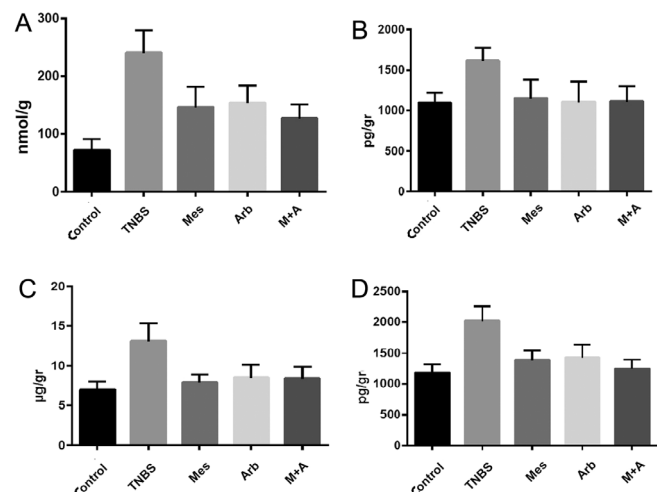 A
nmol/g
300
200
100
0
Control TNBS Mes Arb M+A
B
pg/gr
2000
1500
1000
500
0
Control TNBS Mes Arb M+A
C
µg/gr
20
15
10
5
0
Control TNBS Mes Arb M+A
D
pg/gr
2500
2000
1500
1000
500
0
Control TNBS Mes Arb M+A